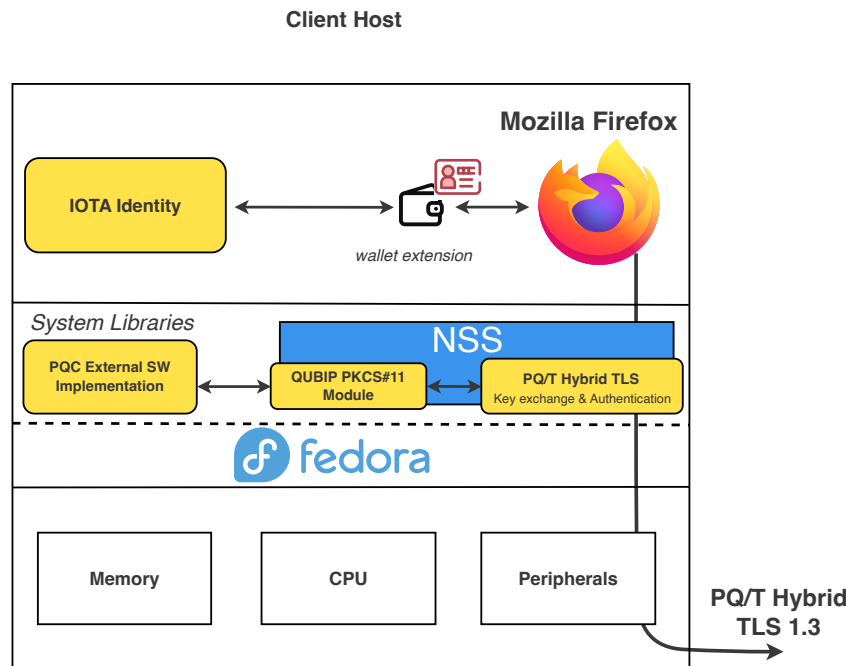 Client Host
Mozilla Firefox
IOTA Identity
wallet extension
System Libraries
NSS
PQC External SW
Implementation
QUBIP PKCS#11
Module
PQ/T Hybrid TLS
Key exchange & Authentication
fedora
Memory
CPU
Peripherals
PQ/T Hybrid
TLS 1.3